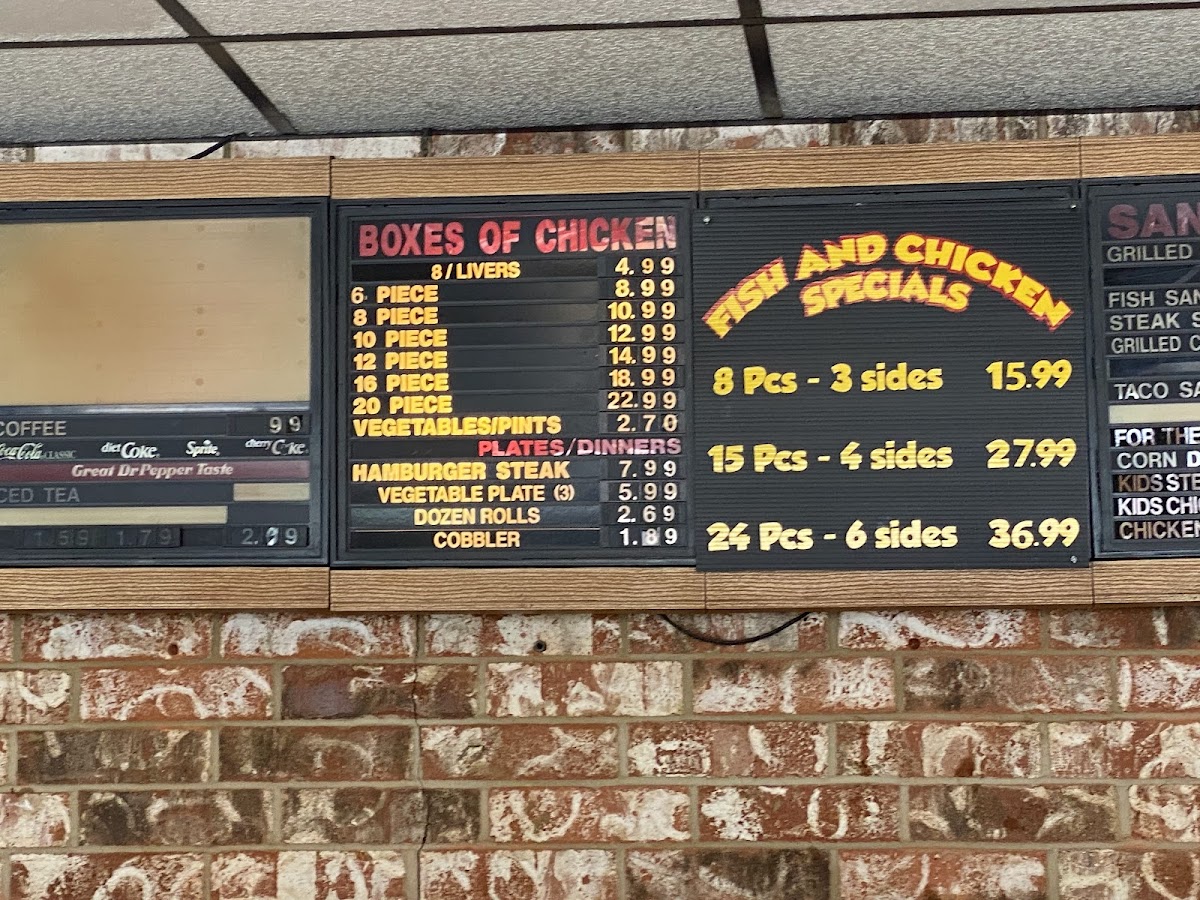 COFFEE 99
Coca-Cola CLASSIC diet Coke Sprite cherry Coke
Great Dr Pepper Taste
CED TEA
1.59 1.79 2.99
BOXES OF CHICKEN
8/LIVERS 4.99
6 PIECE 8.99
8 PIECE 10.99
10 PIECE 12.99
12 PIECE 14.99
16 PIECE 18.99
20 PIECE 22.99
VEGETABLES/PINTS 2.70
PLATES/DINNERS
HAMBURGER STEAK 7.99
VEGETABLE PLATE (3) 5.99
DOZEN ROLLS 2.69
COBBLER 1.89
FISH AND CHICKEN
SPECIALS
8 Pcs - 3 sides 15.99
15 Pcs - 4 sides 27.99
24 Pcs - 6 sides 36.99
SAN
GRILLED
FISH SAN
STEAK S
GRILLED C
TACO SA
FOR THE
CORN D
KIDS STE
KIDS CHI
CHICKEN